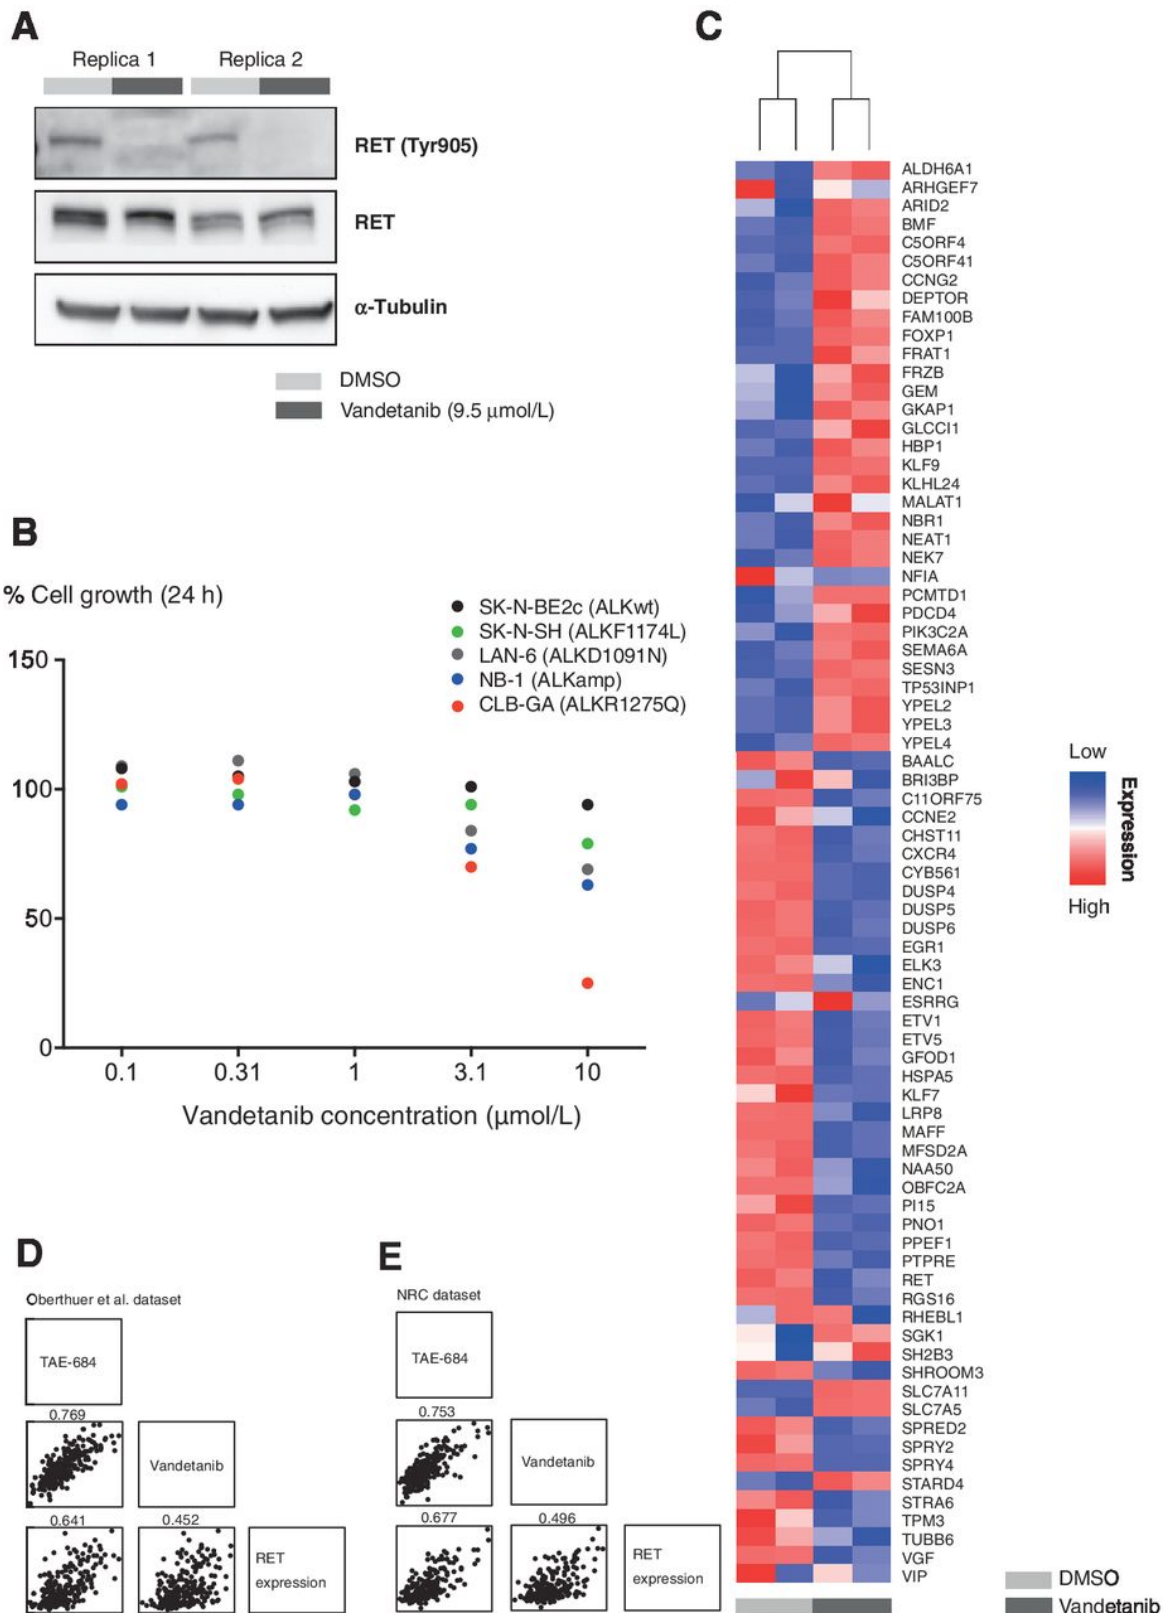 A
Replica 1 Replica 2
RET (Tyr905)
RET
α-Tubulin
DMSO
Vandetanib (9.5 μmol/L)
B
% Cell growth (24 h)
SK-N-BE2c (ALKwt)
SK-N-SH (ALKF1174L)
LAN-6 (ALKD1091N)
NB-1 (ALKamp)
CLB-GA (ALKR1275Q)
150
100
50
0
0.1 0.31 1 3.1 10
Vandetanib concentration (μmol/L)
C
ALDH6A1
ARHGEF7
ARID2
BMF
C5ORF4
C5ORF41
CCNG2
DEPTOR
FAM100B
FOXP1
FRAT1
FRZB
GEM
GKAP1
GLCCI1
HBP1
KLF9
KLHL24
MALAT1
NBR1
NEAT1
NEK7
NFIA
PCMTD1
PDCD4
PIK3C2A
SEMA6A
SESN3
TP53INP1
YPEL2
YPEL3
YPEL4
BAALC
BRI3BP
C11ORF75
CCNE2
CHST11
CXCR4
CYB561
DUSP4
DUSP5
DUSP6
EGR1
ELK3
ENC1
ESRRG
ETV1
ETV5
GFOD1
HSPA5
KLF7
LRP8
MAFF
MFSD2A
NAA50
OBFC2A
PI15
PNO1
PPEF1
PTPRE
RET
RGS16
RHEBL1
SGK1
SH2B3
SHROOM3
SLC7A11
SLC7A5
SPRED2
SPRY2
SPRY4
STARD4
STRA6
TPM3
TUBB6
VGF
VIP
Low
Expression
High
DMSO
Vandetanib
D
Oberthuer et al. dataset
TAE-684
0.769
Vandetanib
0.641 0.452
RET
expression
E
NRC dataset
TAE-684
0.753
Vandetanib
0.677 0.496
RET
expression